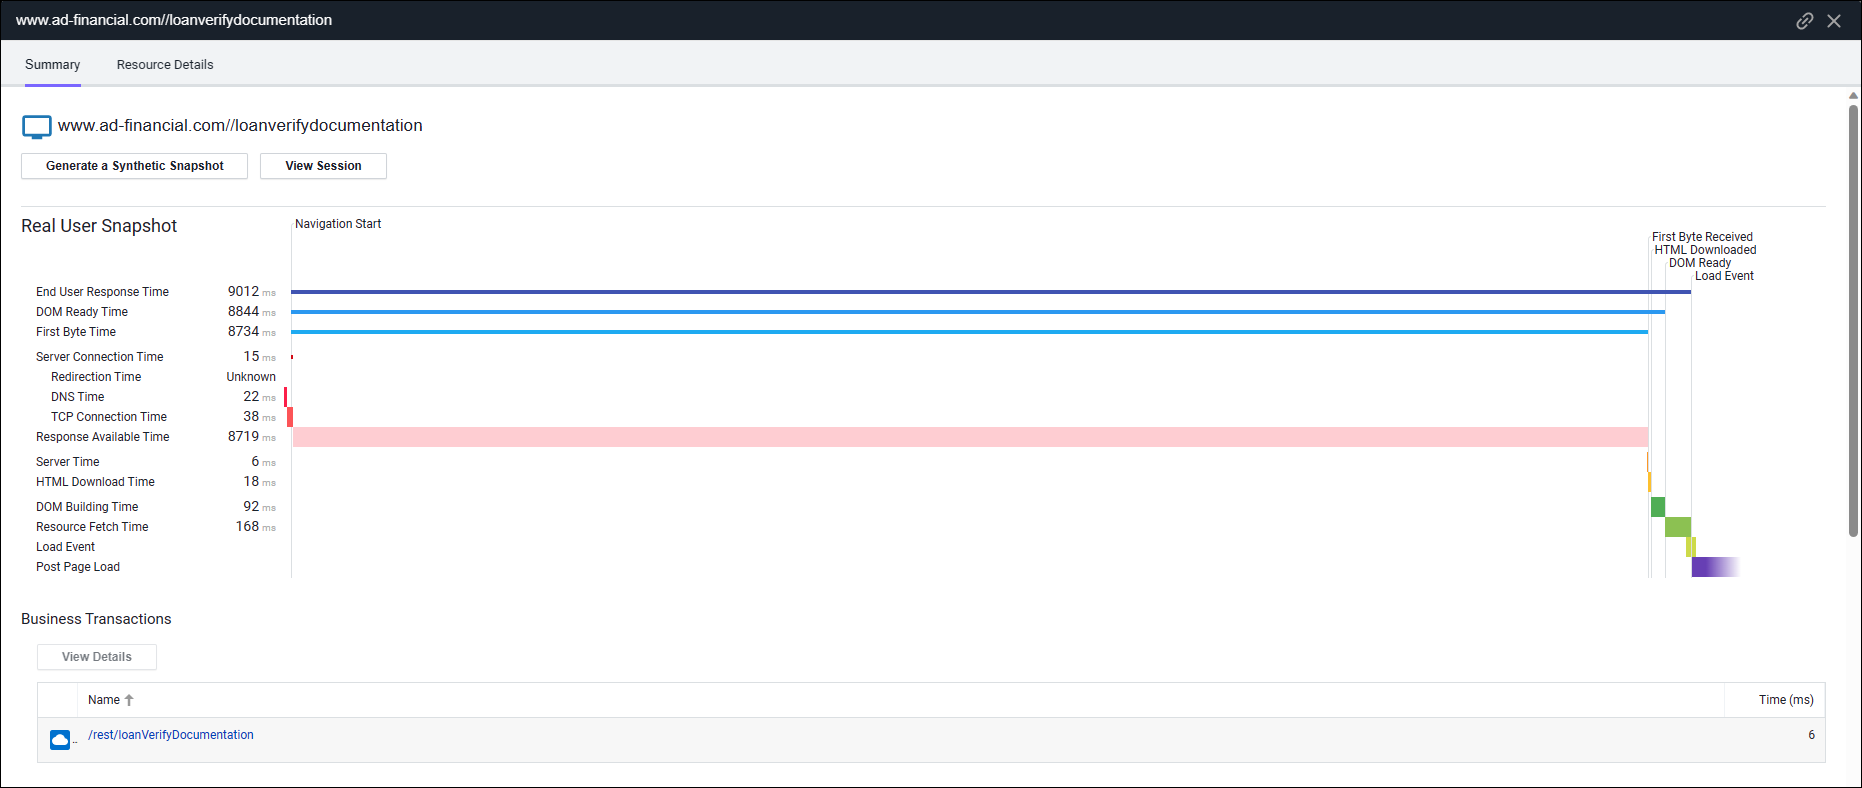 www.ad-financial.com//loanverifydocumentation
Summary Resource Details
www.ad-financial.com//loanverifydocumentation
Generate a Synthetic Snapshot View Session
Real User Snapshot
Navigation Start
First Byte Received
HTML Downloaded
DOM Ready
Load Event
End User Response Time 9012 ms
DOM Ready Time 8844 ms
First Byte Time 8734 ms
Server Connection Time 15 ms
Redirection Time Unknown
DNS Time 22 ms
TCP Connection Time 38 ms
Response Available Time 8719 ms
Server Time 6 ms
HTML Download Time 18 ms
DOM Building Time 92 ms
Resource Fetch Time 168 ms
Load Event
Post Page Load
Business Transactions
View Details
Name Time (ms)
.. /rest/loanVerifyDocumentation 6